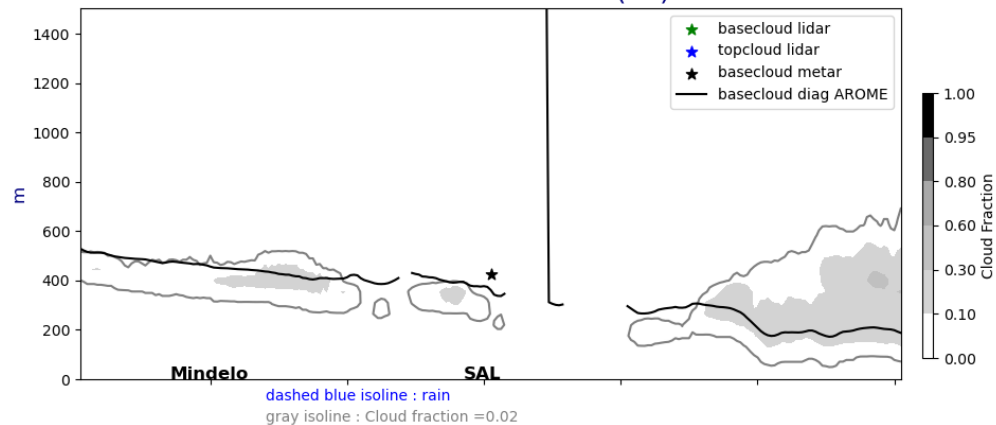 1400
1200
1000
800
600
400
200
0
m
basecloud lidar
topcloud lidar
basecloud metar
basecloud diag AROME
1.00
0.95
0.80
0.60
0.30
0.10
0.00
Cloud Fraction
Mindelo
SAL
dashed blue isoline : rain
gray isoline : Cloud fraction =0.02